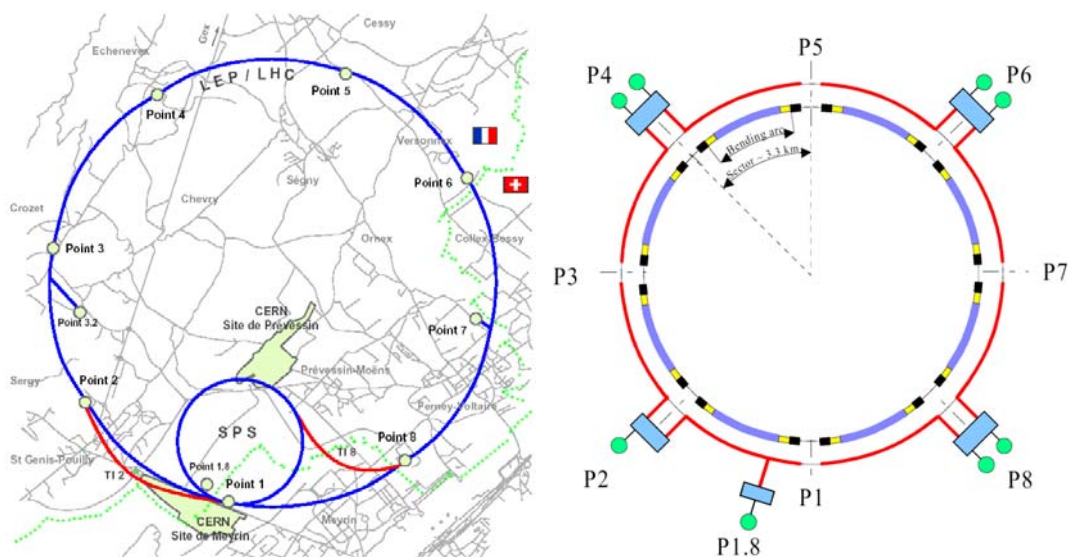 Cessy
Echenevex
Gex
LEP / LHC
Point 5
Point 4
Versonnex
Ségny
Point 6
Chevry
Crozet
Ornex
Collex-Bossy
Point 3
CERN
Site de Prévessin
Point 3.2
Point 7
Sergy
Point 2
Prévessin-Moëns
Ferney-Voltaire
SPS
Point 8
St Genis-Pouilly
TI 2
TI 8
Point 1.8
Point 1
Meyrin
CERN
Site de Meyrin
P5
P4
P6
Bending arc
Sector ~ 3.3 km
P3
P7
P2
P1
P8
P1.8